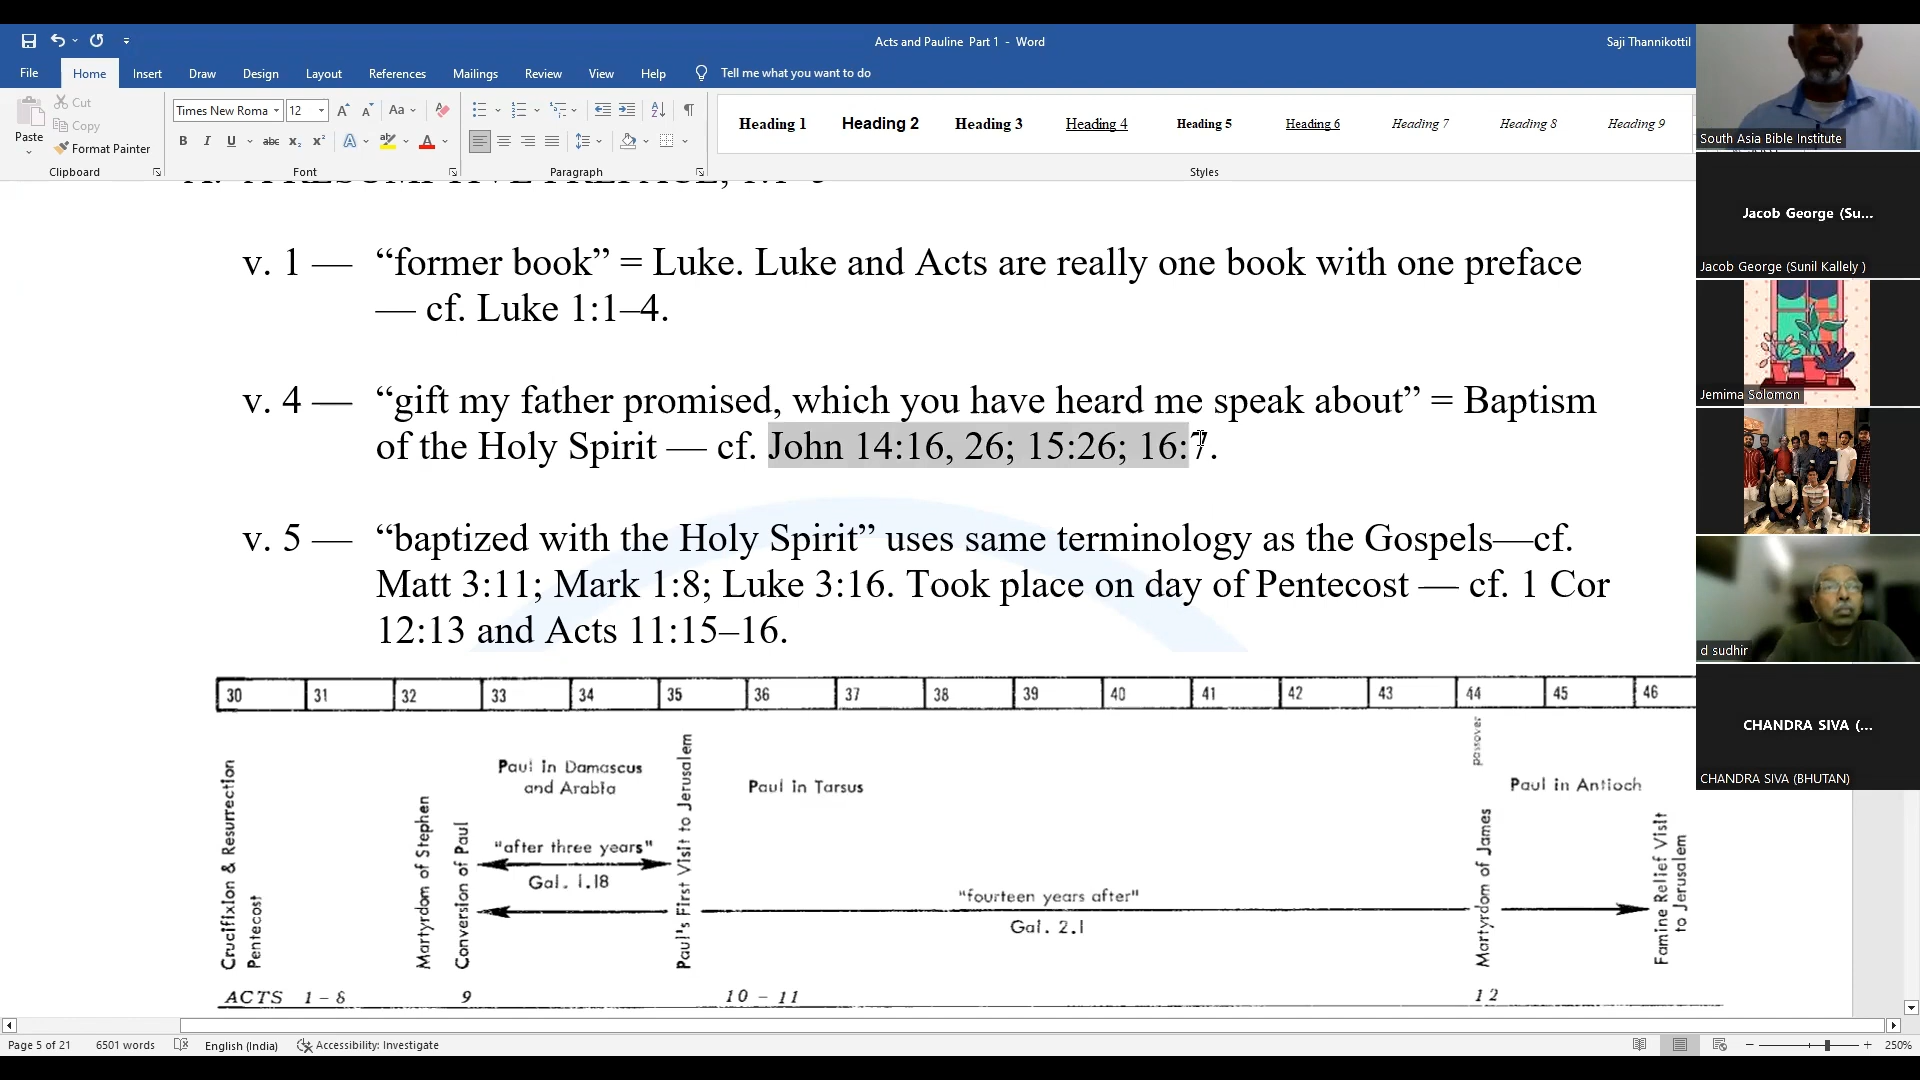 Acts and Pauline Part 1 - Word
Saji Thannikottil
File Home Insert Draw Design Layout References Mailings Review View Help Tell me what you want to do
Paste
Cut
Copy
Format Painter
Times New Roma 12
Heading 1 Heading 2 Heading 3 Heading 4 Heading 5 Heading 6 Heading 7 Heading 8 Heading 9
Clipboard Font Paragraph Styles
v. 1 — “former book” = Luke. Luke and Acts are really one book with one preface
— cf. Luke 1:1–4.
v. 4 — “gift my father promised, which you have heard me speak about” = Baptism
of the Holy Spirit — cf. John 14:16, 26; 15:26; 16:7.
v. 5 — “baptized with the Holy Spirit” uses same terminology as the Gospels—cf.
Matt 3:11; Mark 1:8; Luke 3:16. Took place on day of Pentecost — cf. 1 Cor
12:13 and Acts 11:15–16.
30 31 32 33 34 35 36 37 38 39 40 41 42 43 44 45 46
Crucifixion & Resurrection
Pentecost
Martyrdom of Stephen
Conversion of Paul
Paul in Damascus
and Arabia
"after three years"
Gal. 1.18
Paul's First Visit to Jerusalem
Paul in Tarsus
"fourteen years after"
Gal. 2.1
passover
Martyrdom of James
Paul in Antioch
Famine Relief Visit
to Jerusalem
ACTS 1 - 8 9 10 - 11 12
Page 5 of 21 6501 words English (India) Accessibility: Investigate 250%
South Asia Bible Institute
Jacob George (Su...
Jacob George (Sunil Kallely )
Jemima Solomon
d sudhir
CHANDRA SIVA (...
CHANDRA SIVA (BHUTAN)